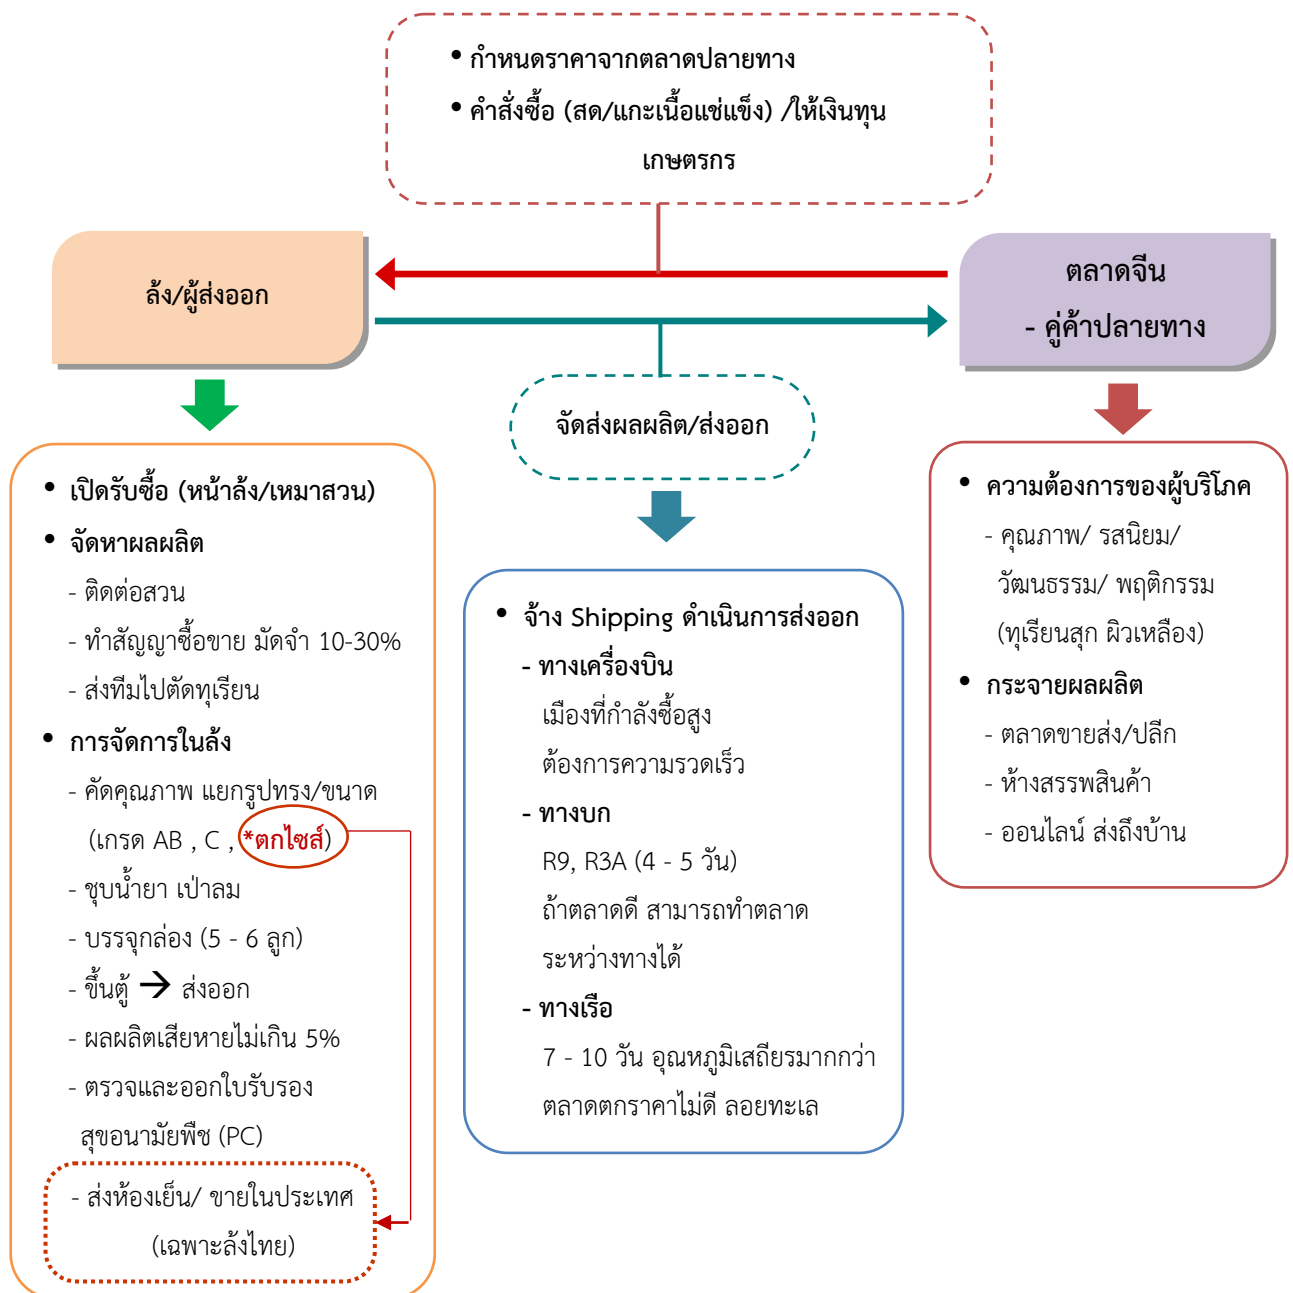 • กำหนดราคาจากตลาดปลายทาง
• คำสั่งซื้อ (สด/แกะเนื้อแช่แข็ง) /ให้เงินทุน
เกษตรกร
ล้ง/ผู้ส่งออก
ตลาดจีน
- คู่ค้าปลายทาง
จัดส่งผลผลิต/ส่งออก
• เปิดรับซื้อ (หน้าล้ง/เหมาสวน)
• จัดหาผลผลิต
- ติดต่อสวน
- ทำสัญญาซื้อขาย มัดจำ 10-30%
- ส่งทีมไปตัดทุเรียน
• การจัดการในล้ง
- คัดคุณภาพ แยกรูปทรง/ขนาด
(เกรด AB , C , *ตกไซส์)
- ชุบน้ำยา เป่าลม
- บรรจุกล่อง (5 - 6 ลูก)
- ขึ้นตู้ → ส่งออก
- ผลผลิตเสียหายไม่เกิน 5%
- ตรวจและออกใบรับรอง
สุขอนามัยพืช (PC)
- ส่งห้องเย็น/ ขายในประเทศ
(เฉพาะล้งไทย)
• จ้าง Shipping ดำเนินการส่งออก
- ทางเครื่องบิน
เมืองที่กำลังซื้อสูง
ต้องการความรวดเร็ว
- ทางบก
R9, R3A (4 - 5 วัน)
ถ้าตลาดดี สามารถทำตลาด
ระหว่างทางได้
- ทางเรือ
7 - 10 วัน อุณหภูมิเสถียรมากกว่า
ตลาดตกราคาไม่ดี ลอยทะเล
• ความต้องการของผู้บริโภค
- คุณภาพ/ รสนิยม/
วัฒนธรรม/ พฤติกรรม
(ทุเรียนสุก ผิวเหลือง)
• กระจายผลผลิต
- ตลาดขายส่ง/ปลีก
- ห้างสรรพสินค้า
- ออนไลน์ ส่งถึงบ้าน